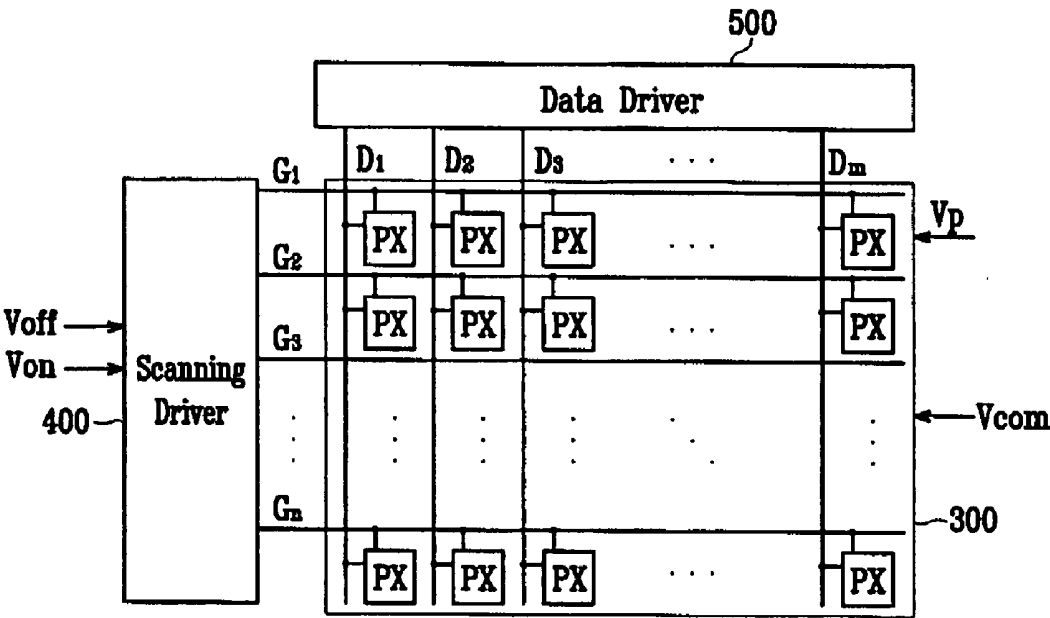 500
Data Driver
D1 D2 D3 . . . Dm
G1
PX PX PX . . . PX
Vp
G2
PX PX PX . . . PX
Voff
G3
Von
Scanning
Driver
400
Vcom
Gn
300
PX PX PX . . . PX